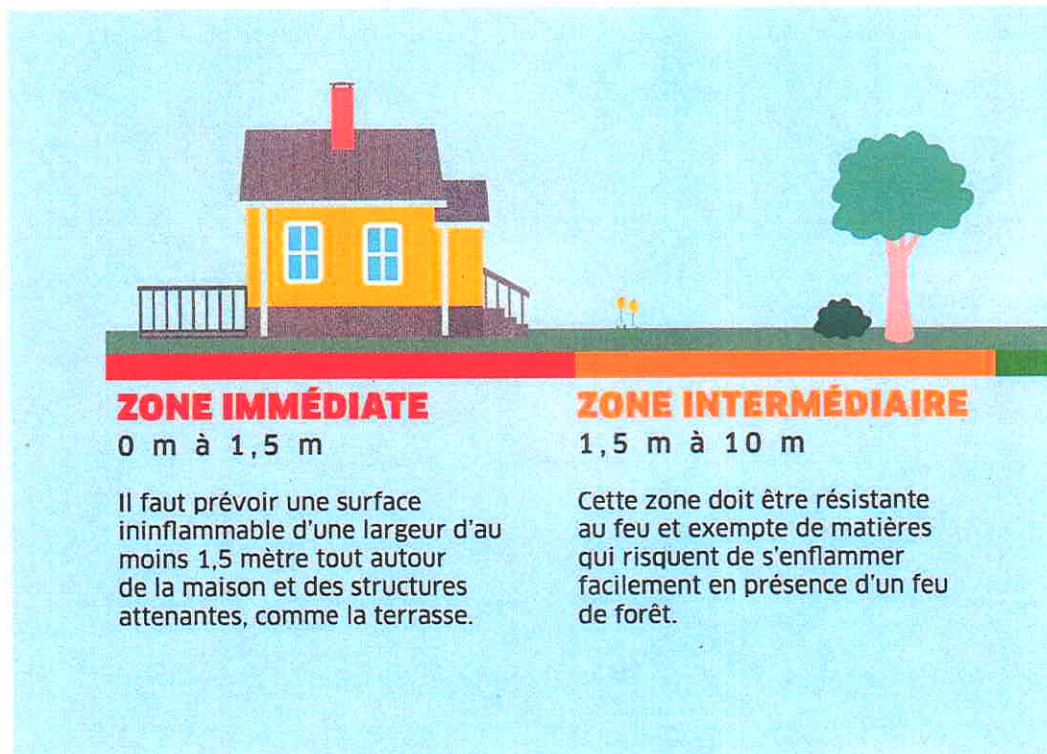 ZONE IMMÉDIATE
0 m à 1,5 m
Il faut prévoir une surface
ininflammable d'une largeur d'au
moins 1,5 mètre tout autour
de la maison et des structures
attenantes, comme la terrasse.
ZONE INTERMÉDIAIRE
1,5 m à 10 m
Cette zone doit être résistante
au feu et exempte de matières
qui risquent de s'enflammer
facilement en présence d'un feu
de forêt.